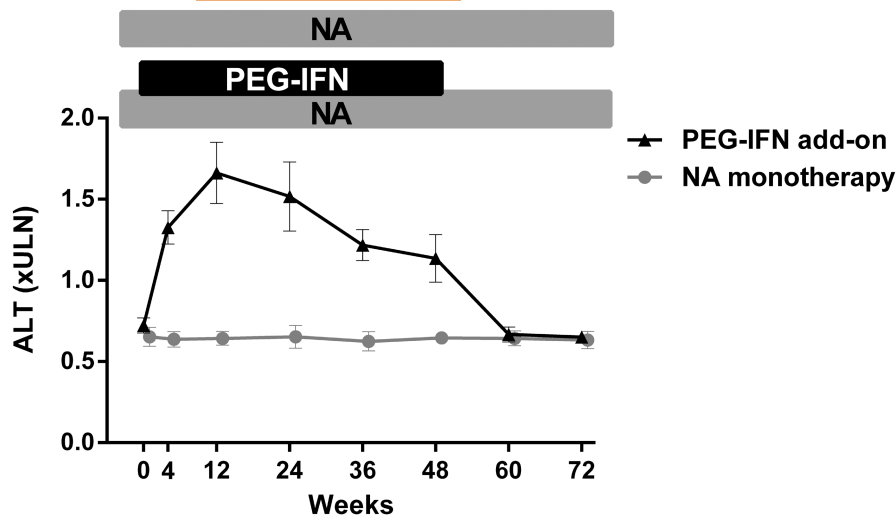 NA
PEG-IFN
NA
PEG-IFN add-on
NA monotherapy
ALT (xULN)
2.0
1.5
1.0
0.5
0.0
0 4 12 24 36 48 60 72
Weeks